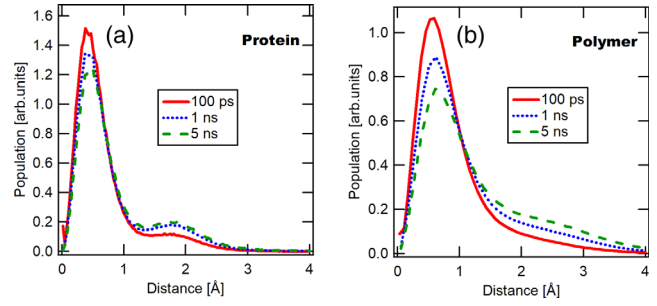 (a)
Protein
Population [arb.units]
1.6
1.4
1.2
1.0
0.8
0.6
0.4
0.2
0.0
100 ps
1 ns
5 ns
0
1
2
3
4
Distance [Å]
(b)
Polymer
Population [arb.units]
1.0
0.8
0.6
0.4
0.2
0.0
100 ps
1 ns
5 ns
0
1
2
3
4
Distance [Å]